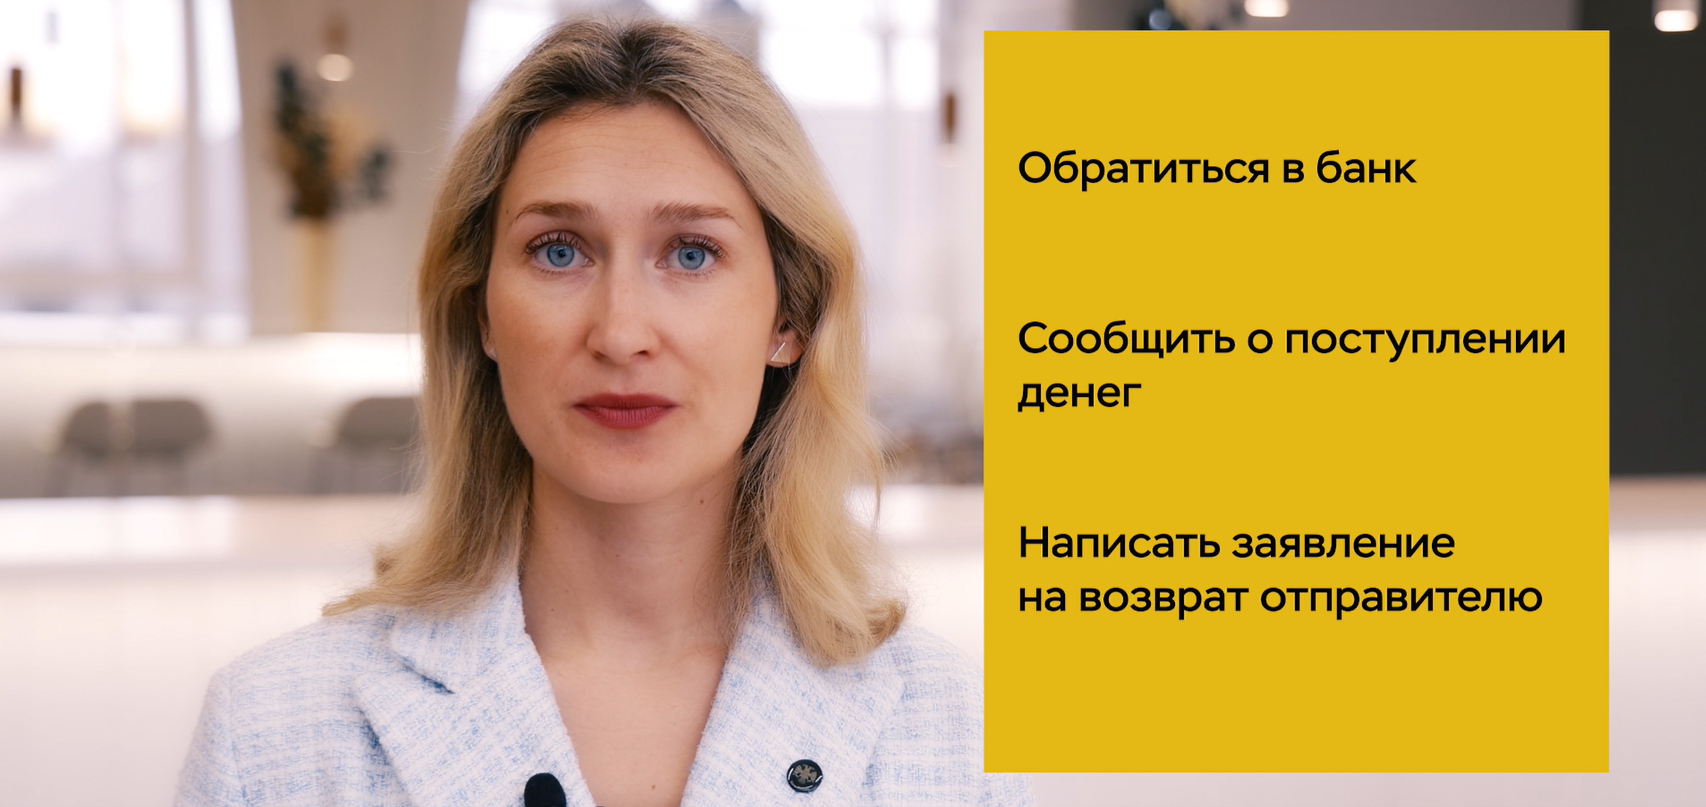 Обратиться в банк
Сообщить о поступлении
денег
Написать заявление
на возврат отправителю